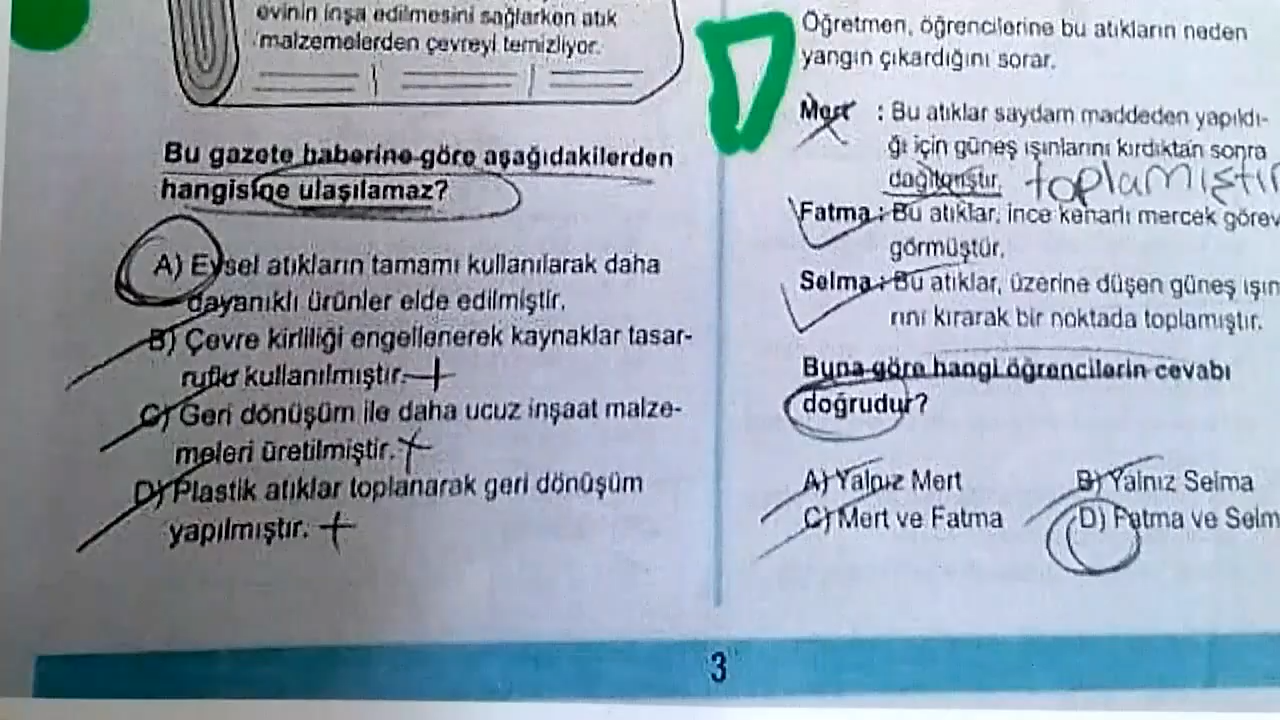 evinin inşa edilmesini sağlarken atık
malzemelerden çevreyi temizliyor.
Bu gazete haberine göre aşağıdakilerden
hangisine ulaşılamaz?
A) Evsel atıkların tamamı kullanılarak daha
dayanıklı ürünler elde edilmiştir.
B) Çevre kirliliği engellenerek kaynaklar tasar-
ruflu kullanılmıştır. +
C) Geri dönüşüm ile daha ucuz inşaat malze-
meleri üretilmiştir. +
D) Plastik atıklar toplanarak geri dönüşüm
yapılmıştır. +
Öğretmen, öğrencilerine bu atıkların neden
yangın çıkardığını sorar.
Mert : Bu atıklar saydam maddeden yapıldı-
ğı için güneş ışınlarını kırdıktan sonra
dağıtmıştır. toplamıştır
Fatma : Bu atıklar, ince kenarlı mercek görev
görmüştür.
Selma : Bu atıklar, üzerine düşen güneş ışın
rını kırarak bir noktada toplamıştır.
Buna göre hangi öğrencilerin cevabı
doğrudur?
A) Yalnız Mert B) Yalnız Selma
C) Mert ve Fatma D) Fatma ve Selm
3